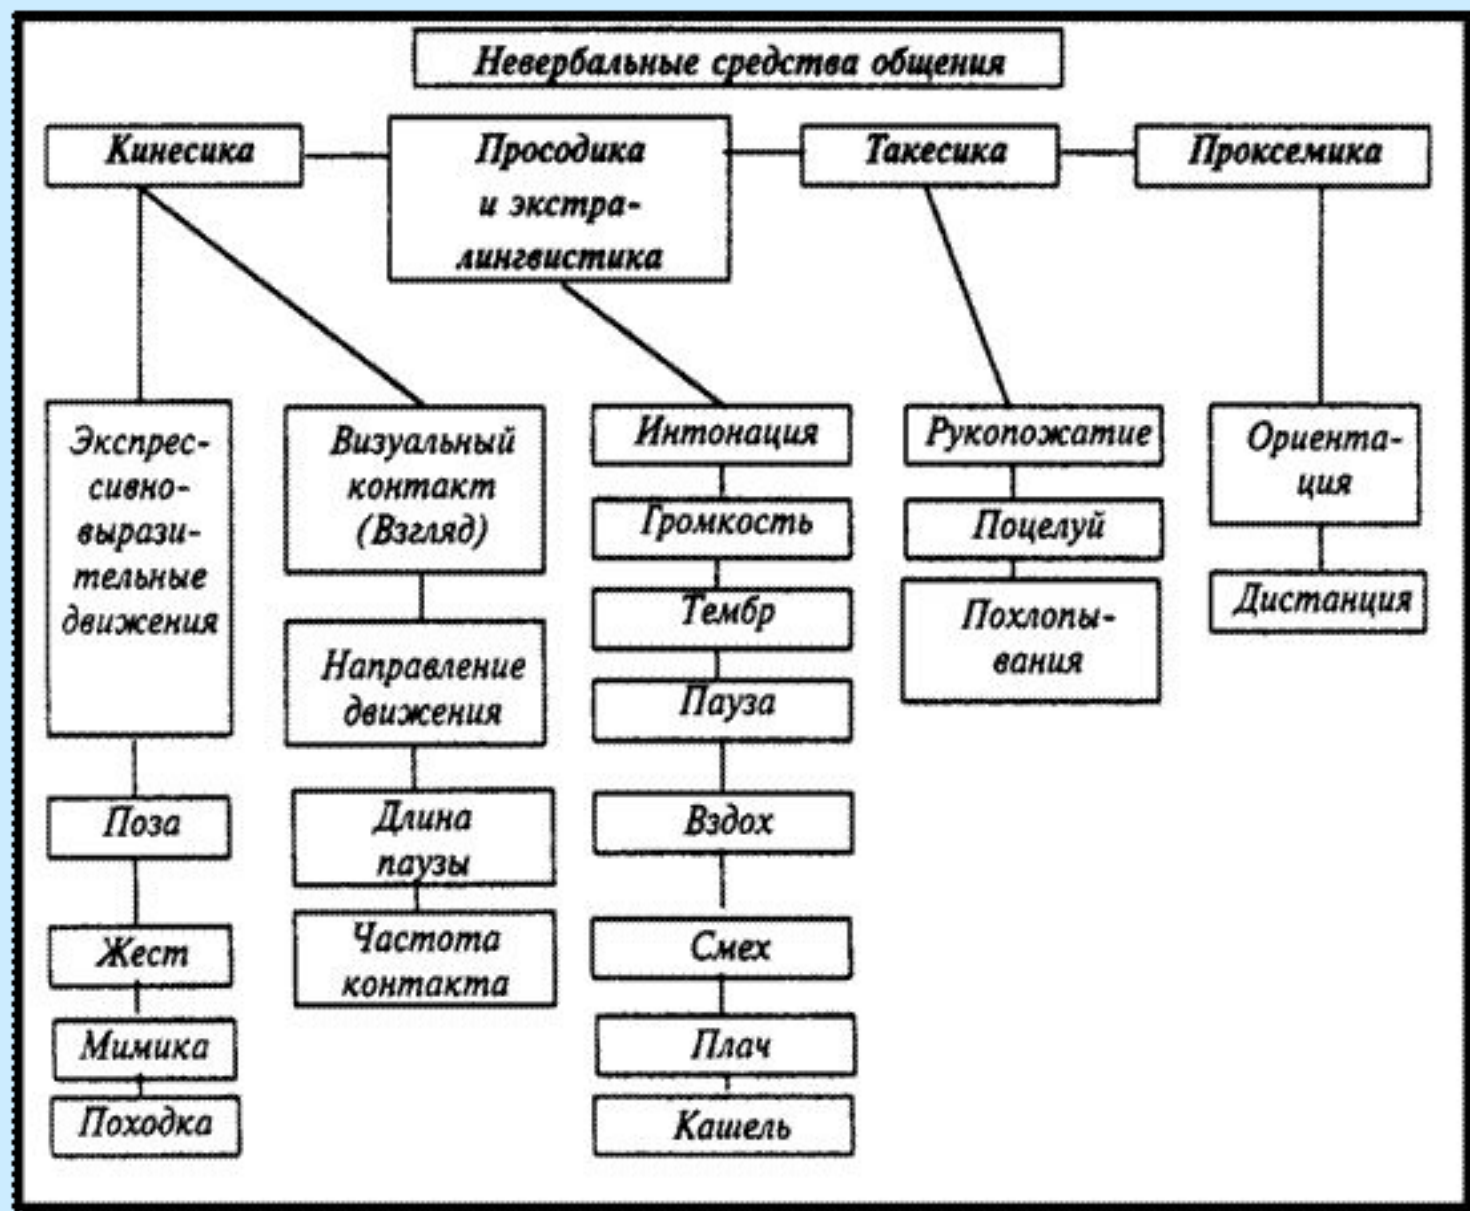 Невербальные средства общения
Кинесика
Просодика
и экстра-
лингвистика
Такесика
Проксемика
Экспрес-
сивно-
вырази-
тельные
движения
Поза
Жест
Мимика
Походка
Визуальный
контакт
(Взгляд)
Направление
движения
Длина
паузы
Частота
контакта
Интонация
Громкость
Тембр
Пауза
Вздох
Смех
Плач
Кашель
Рукопожатие
Поцелуй
Похлопы-
вания
Ориента-
ция
Дистанция